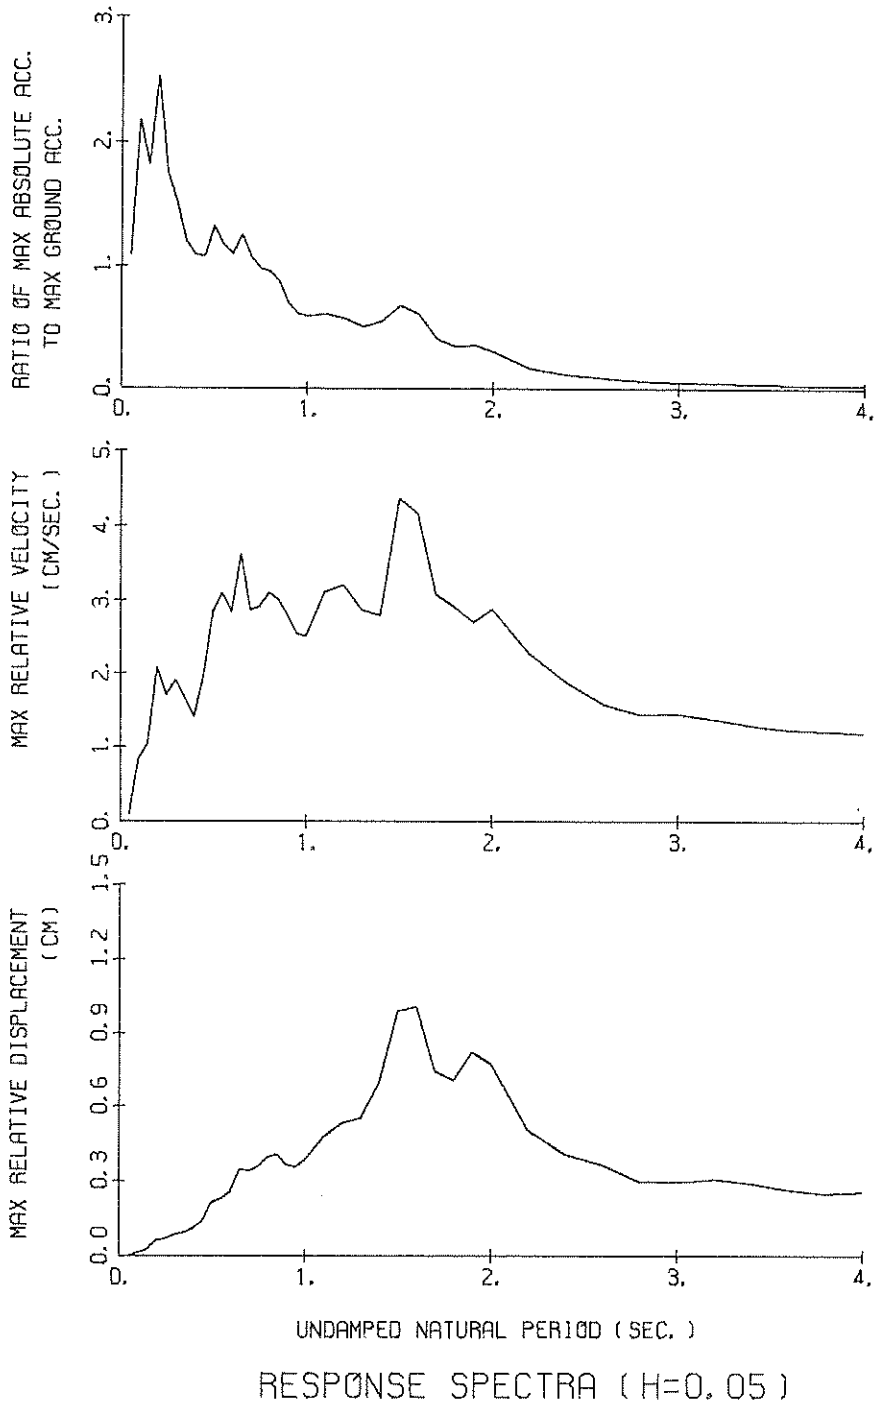 RATIO OF MAX ABSOLUTE ACC.
TO MAX GROUND ACC.
3.
2.
1.
0.
0. 1. 2. 3. 4.
MAX RELATIVE VELOCITY
(CM/SEC.)
5.
4.
3.
2.
1.
0.
0. 1. 2. 3. 4.
MAX RELATIVE DISPLACEMENT
(CM)
1.5
1.2
0.9
0.6
0.3
0.0
0. 1. 2. 3. 4.
UNDAMPED NATURAL PERIOD (SEC.)
RESPONSE SPECTRA (H=0.05)